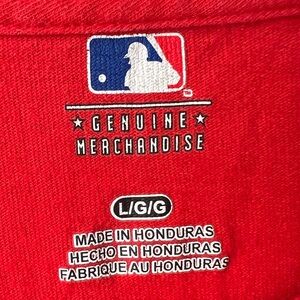 ★ GENUINE ★
MERCHANDISE
L/G/G
MADE IN HONDURAS
HECHO EN HONDURAS
FABRIQUE AU HONDURAS